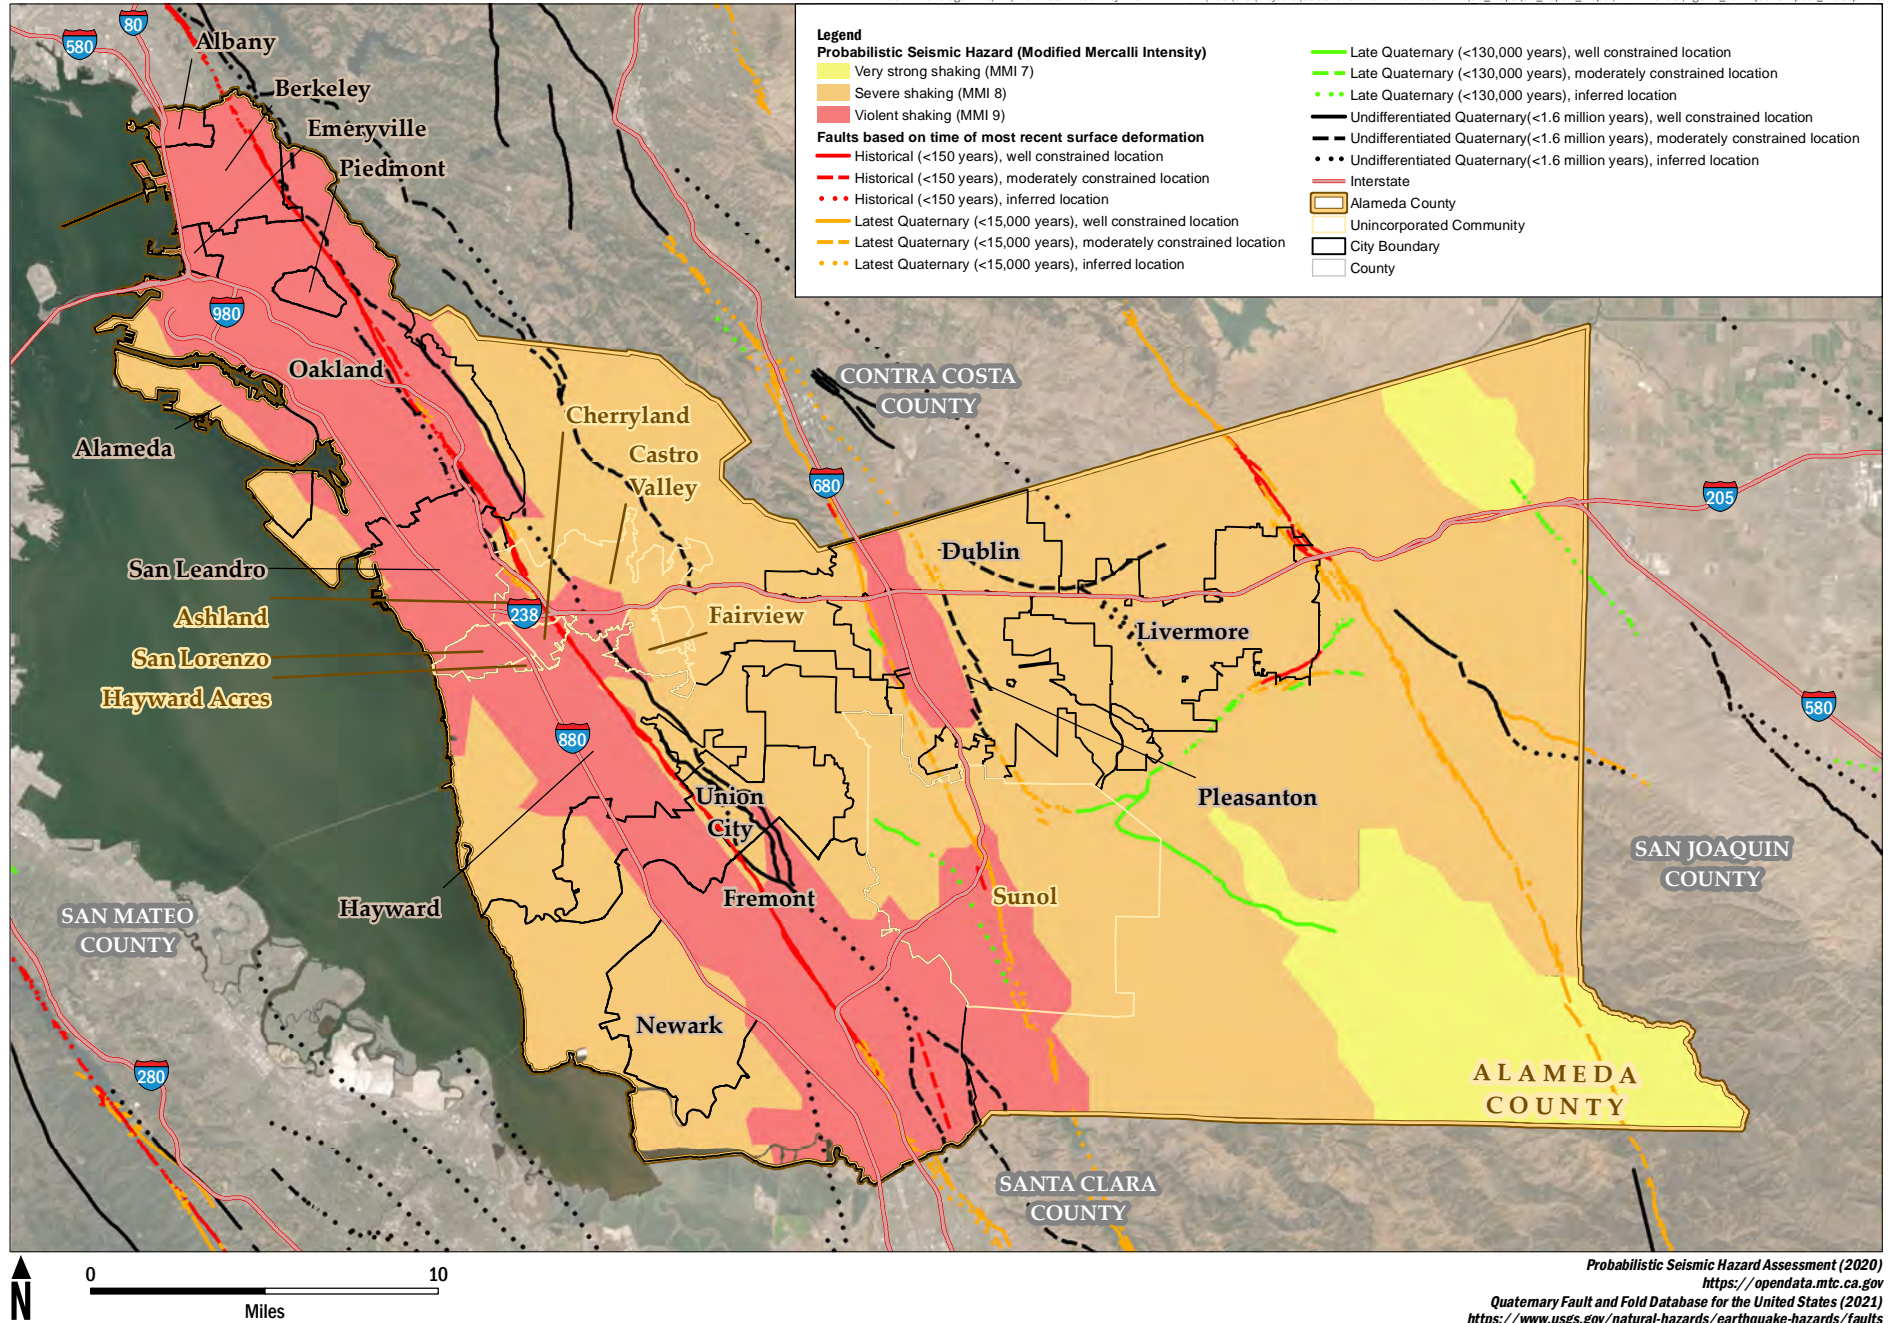 Legend
Probabilistic Seismic Hazard (Modified Mercalli Intensity)
Very strong shaking (MMI 7)
Severe shaking (MMI 8)
Violent shaking (MMI 9)
Faults based on time of most recent surface deformation
Historical (<150 years), well constrained location
Historical (<150 years), moderately constrained location
Historical (<150 years), inferred location
Latest Quaternary (<15,000 years), well constrained location
Latest Quaternary (<15,000 years), moderately constrained location
Latest Quaternary (<15,000 years), inferred location
Late Quaternary (<130,000 years), well constrained location
Late Quaternary (<130,000 years), moderately constrained location
Late Quaternary (<130,000 years), inferred location
Undifferentiated Quaternary(<1.6 million years), well constrained location
Undifferentiated Quaternary(<1.6 million years), moderately constrained location
Undifferentiated Quaternary(<1.6 million years), inferred location
Interstate
Alameda County
Unincorporated Community
City Boundary
County
80
580
Albany
Berkeley
Emeryville
Piedmont
980
Oakland
CONTRA COSTA
COUNTY
Cherryland
Alameda
Castro
Valley
680
205
Dublin
San Leandro
238
Ashland
Fairview
Livermore
San Lorenzo
Hayward Acres
580
880
Union
City
Pleasanton
SAN JOAQUIN
COUNTY
Hayward
Fremont
Sunol
SAN MATEO
COUNTY
Newark
280
ALAMEDA
COUNTY
SANTA CLARA
COUNTY
N
0
10
Miles
Probabilistic Seismic Hazard Assessment (2020)
https://opendata.mtc.ca.gov
Quaternary Fault and Fold Database for the United States (2021)
https://www.usgs.gov/natural-hazards/earthquake-hazards/faults